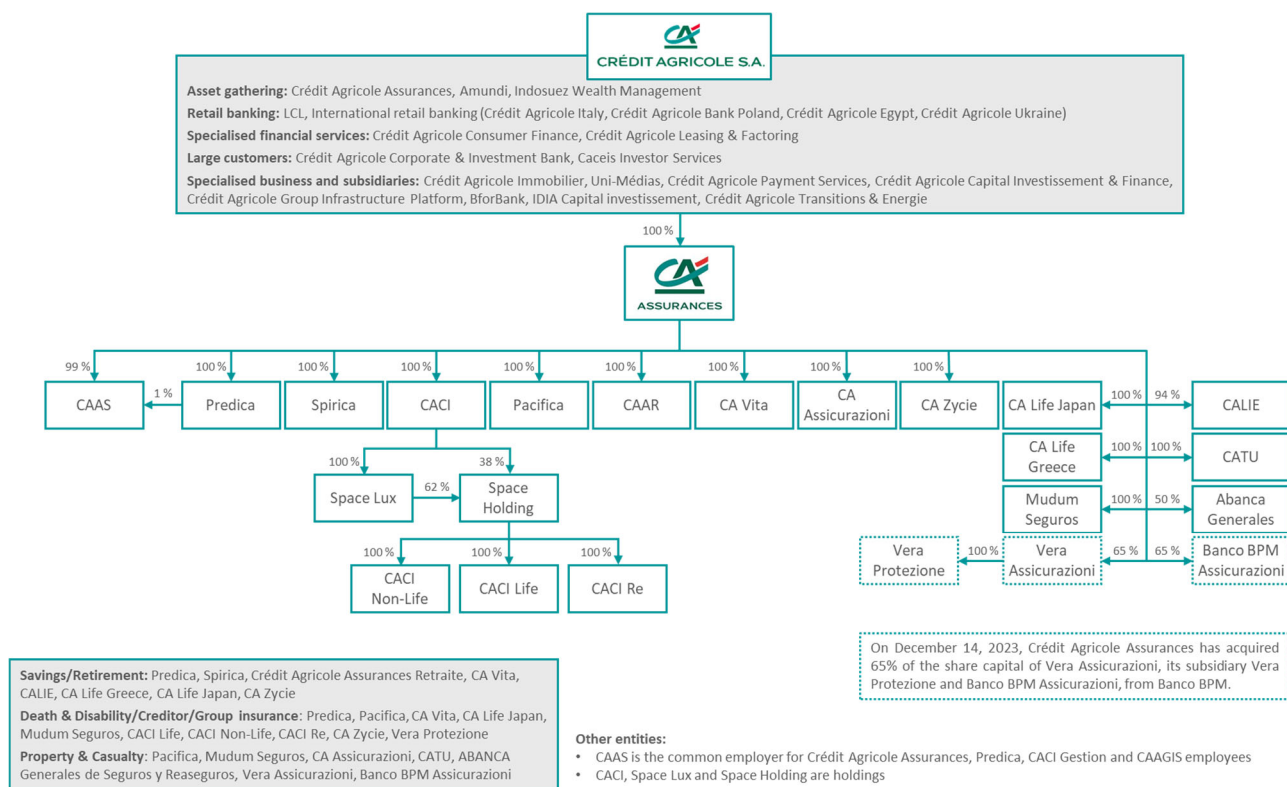 CRÉDIT AGRICOLE S.A.
Asset gathering: Crédit Agricole Assurances, Amundi, Indosuez Wealth Management
Retail banking: LCL, International retail banking (Crédit Agricole Italy, Crédit Agricole Bank Poland, Crédit Agricole Egypt, Crédit Agricole Ukraine)
Specialised financial services: Crédit Agricole Consumer Finance, Crédit Agricole Leasing & Factoring
Large customers: Crédit Agricole Corporate & Investment Bank, Caceis Investor Services
Specialised business and subsidiaries: Crédit Agricole Immobilier, Uni-Médias, Crédit Agricole Payment Services, Crédit Agricole Capital Investissement & Finance,
Crédit Agricole Group Infrastructure Platform, BforBank, IDIA Capital investissement, Crédit Agricole Transitions & Energie
100 %
ASSURANCES
99 %
100 %
100 %
100 %
100 %
100 %
100 %
100 %
100 %
CAAS
1 %
Predica
Spirica
CACI
Pacifica
CAAR
CA Vita
CA
Assicurazioni
CA Zycie
CA Life Japan
100 %
94 %
CALIE
CA Life
Greece
100 %
100 %
CATU
Mudum
Seguros
100 %
50 %
Abanca
Generales
Vera
Protezione
100 %
Vera
Assicurazioni
65 %
65 %
Banco BPM
Assicurazioni
100 %
38 %
Space Lux
62 %
Space
Holding
100 %
100 %
100 %
CACI
Non-Life
CACI Life
CACI Re
On December 14, 2023, Crédit Agricole Assurances has acquired
65% of the share capital of Vera Assicurazioni, its subsidiary Vera
Protezione and Banco BPM Assicurazioni, from Banco BPM.
Savings/Retirement: Predica, Spirica, Crédit Agricole Assurances Retraite, CA Vita,
CALIE, CA Life Greece, CA Life Japan, CA Zycie
Death & Disability/Creditor/Group insurance: Predica, Pacifica, CA Vita, CA Life Japan,
Mudum Seguros, CACI Life, CACI Non-Life, CACI Re, CA Zycie, Vera Protezione
Property & Casualty: Pacifica, Mudum Seguros, CA Assicurazioni, CATU, ABANCA
Generales de Seguros y Reaseguros, Vera Assicurazioni, Banco BPM Assicurazioni
Other entities:
• CAAS is the common employer for Crédit Agricole Assurances, Predica, CACI Gestion and CAAGIS employees
• CACI, Space Lux and Space Holding are holdings